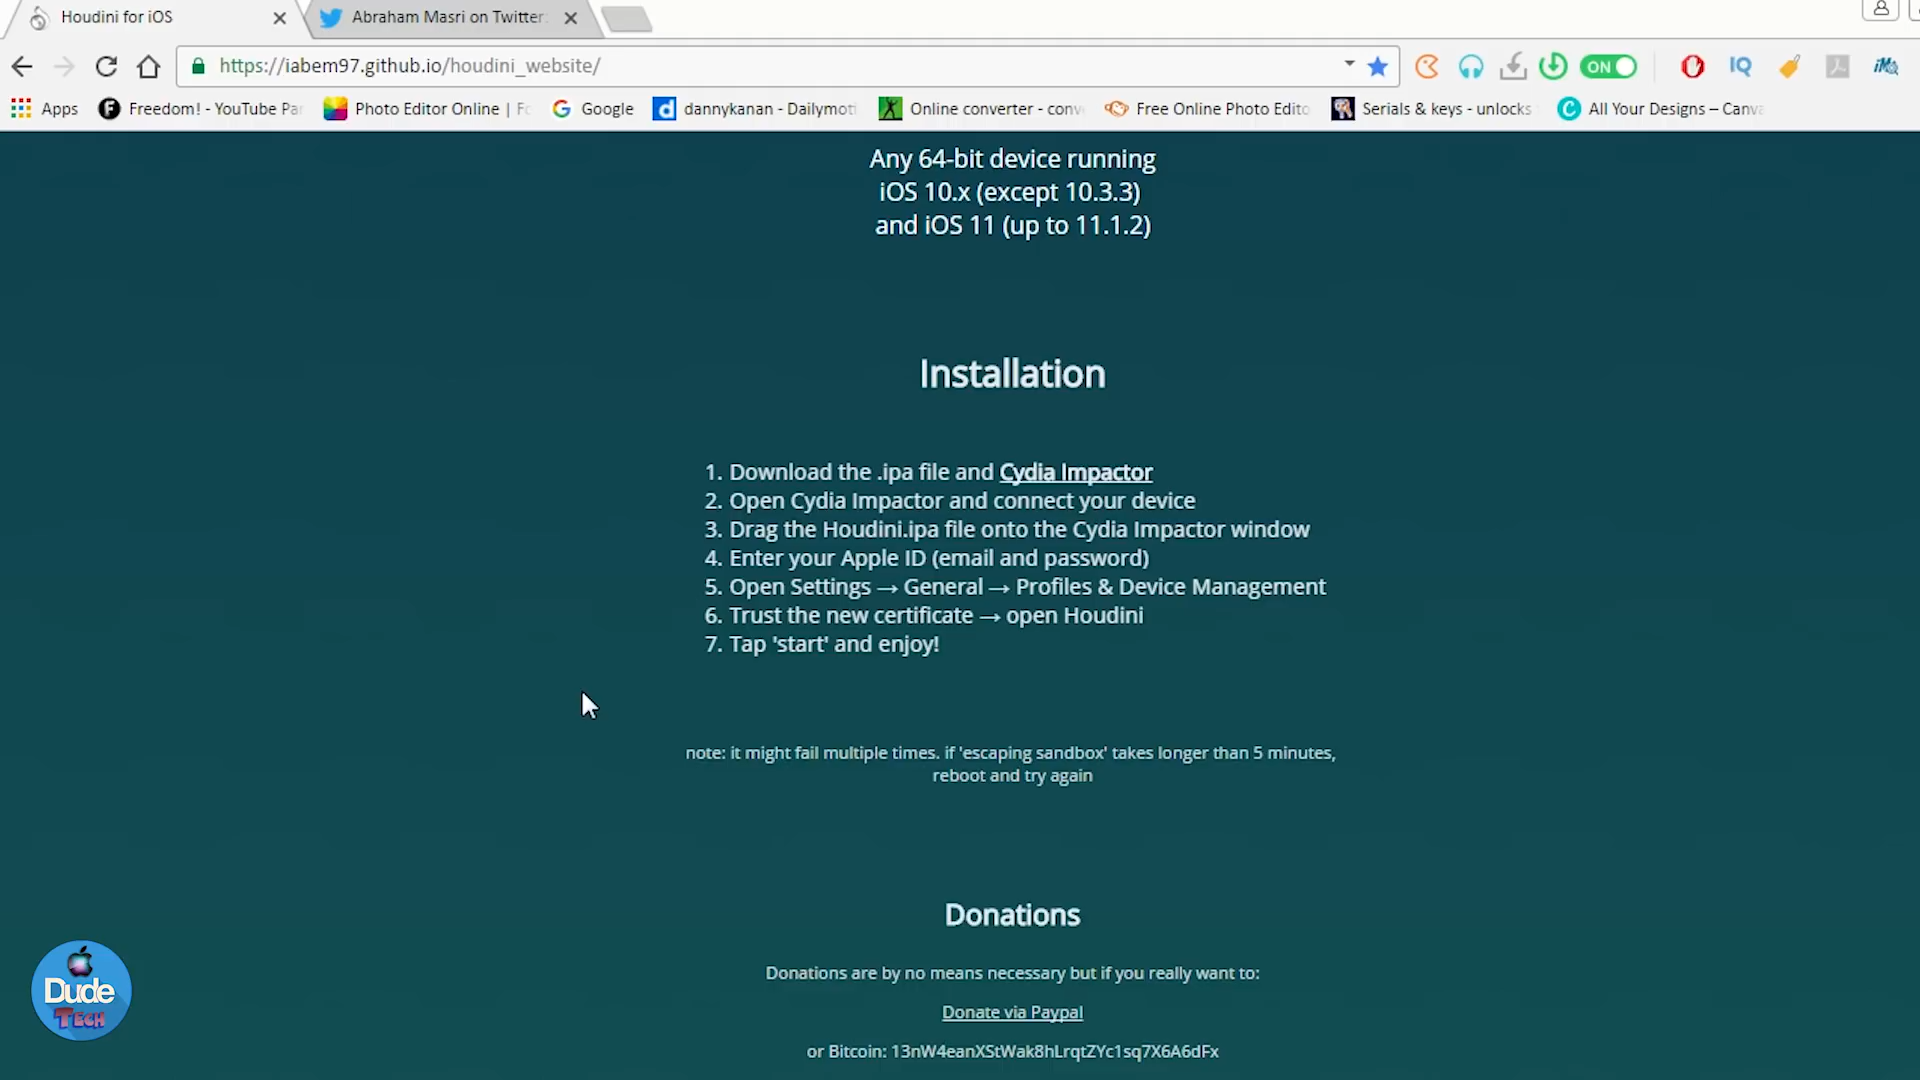 Houdini for iOS
Abraham Masri on Twitter:
https://iabem97.github.io/houdini_website/
ON
IQ
Apps
Freedom! - YouTube Par
Photo Editor Online | Fo
Google
dannykanan - Dailymoti
Online converter - conv
Free Online Photo Edito
Serials & keys - unlocks
All Your Designs – Canva
Any 64-bit device running
iOS 10.x (except 10.3.3)
and iOS 11 (up to 11.1.2)
Installation
1. Download the .ipa file and Cydia Impactor
2. Open Cydia Impactor and connect your device
3. Drag the Houdini.ipa file onto the Cydia Impactor window
4. Enter your Apple ID (email and password)
5. Open Settings → General → Profiles & Device Management
6. Trust the new certificate → open Houdini
7. Tap 'start' and enjoy!
note: it might fail multiple times. if 'escaping sandbox' takes longer than 5 minutes,
reboot and try again
Donations
Donations are by no means necessary but if you really want to:
Donate via Paypal
or Bitcoin: 13nW4eanXStWak8hLrqtZYc1sq7X6A6dFx
Dude
Tech